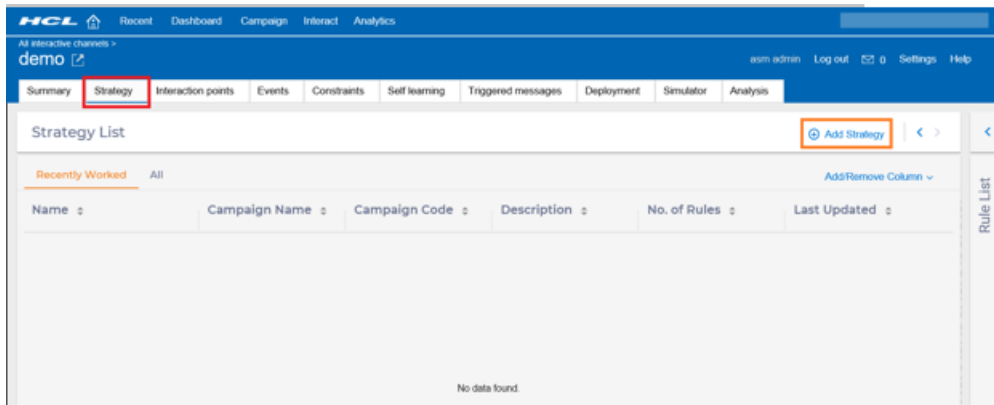 HCL Recent Dashboard Campaign Interact Analytics
All interactive channels >
demo
asm admin Log out 0 Settings Help
Summary Strategy Interaction points Events Constraints Self learning Triggered messages Deployment Simulator Analysis
Strategy List
Add Strategy
Recently Worked All
Add/Remove Column
Name Campaign Name Campaign Code Description No. of Rules Last Updated
Rule List
No data found.